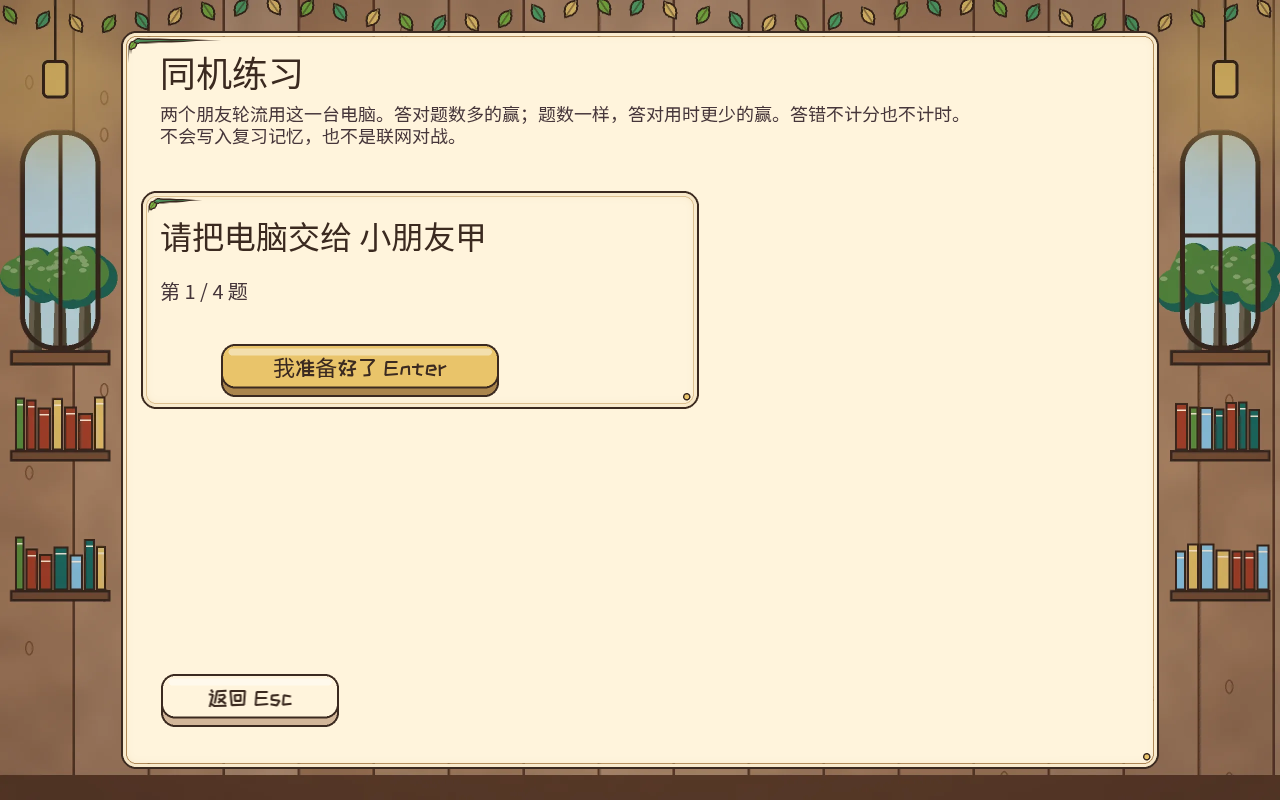 同机练习
两个朋友轮流用这一台电脑。答对题数多的赢；题数一样，答对用时更少的赢。答错不计分也不计时。
不会写入复习记忆，也不是联网对战。
请把电脑交给 小朋友甲
第 1 / 4 题
我准备好了 Enter
返回 Esc